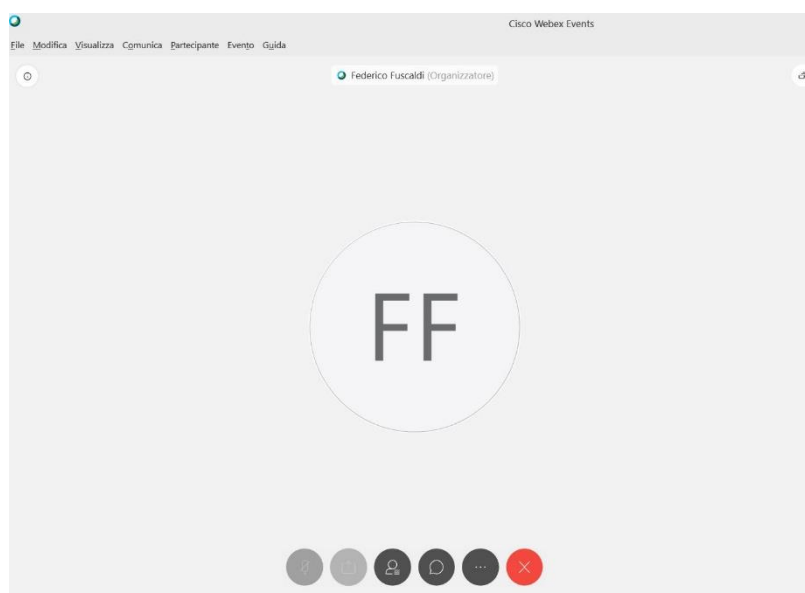 Cisco Webex Events
File Modifica Visualizza Comunica Partecipante Evento Guida
Federico Fuscaldi (Organizzatore)
FF